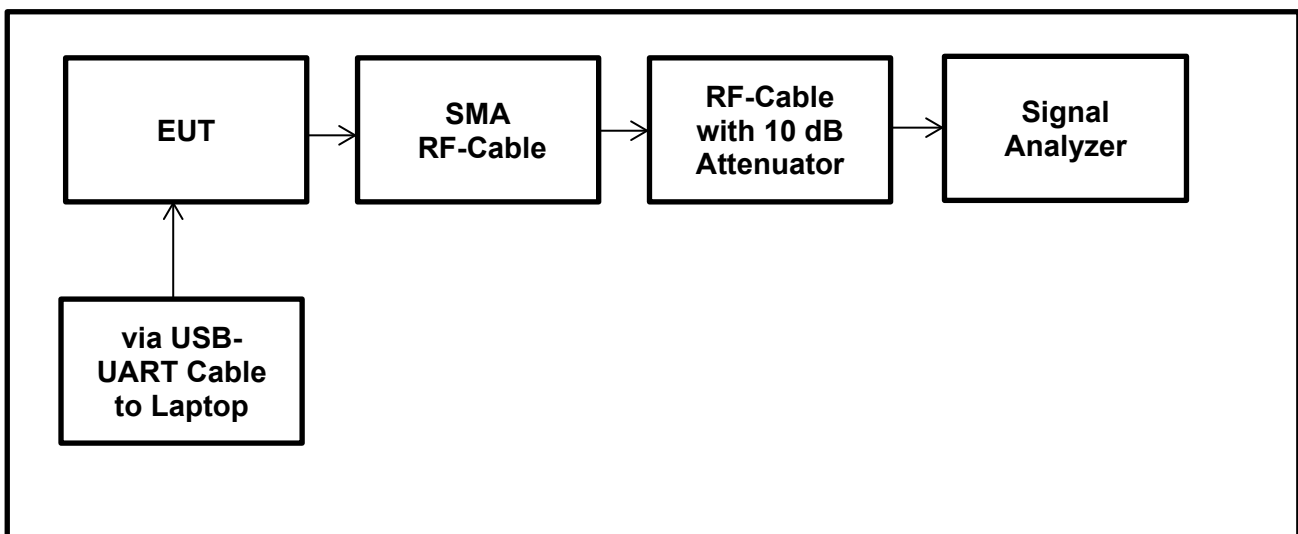 EUT
SMA
RF-Cable
RF-Cable
with 10 dB
Attenuator
Signal
Analyzer
via USB-
UART Cable
to Laptop